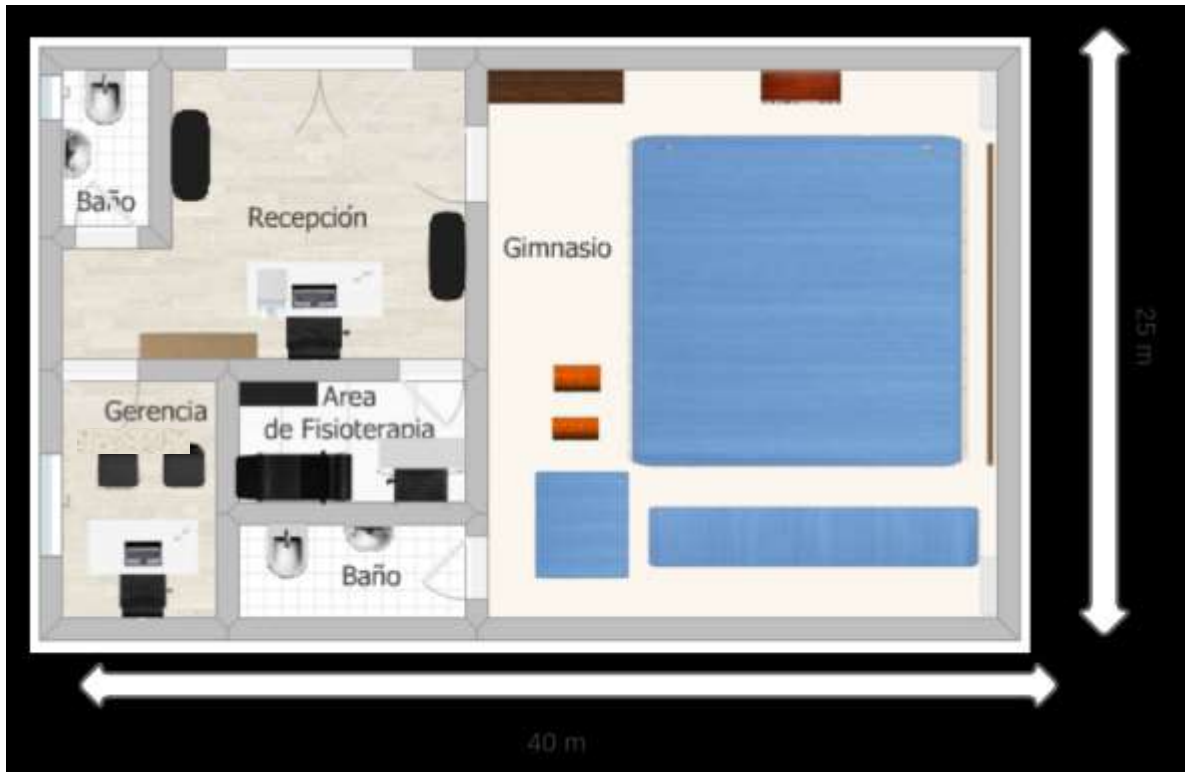 Baño
Recepción
Gimnasio
25 m
Gerencia
Area
de Fisioterapia
Baño
40 m